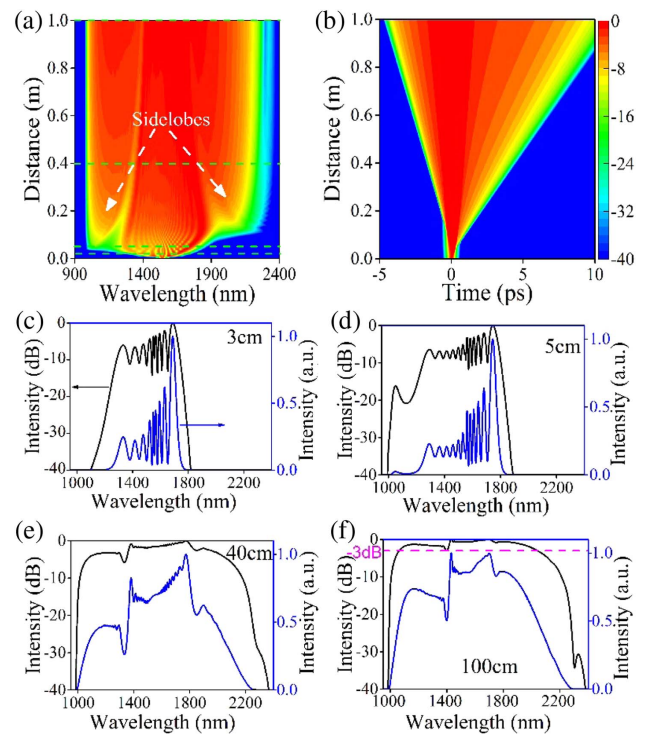 (a)
1.0
0.8
0.6
0.4
0.2
0.0
Distance (m)
Sidelobes
900 1400 1900 2400
Wavelength (nm)
(b)
1.0
0.8
0.6
0.4
0.2
0.0
Distance (m)
-5 0 5 10
Time (ps)
0
-8
-16
-24
-32
-40
(c)
0
-10
-20
-30
-40
Intensity (dB)
3cm
1.0
0.5
0.0
Intensity (a.u.)
1000 1400 1800 2200
Wavelength (nm)
(d)
0
-10
-20
-30
-40
Intensity (dB)
5cm
1.0
0.5
0.0
Intensity (a.u.)
1000 1400 1800 2200
Wavelength (nm)
(e)
0
-10
-20
-30
-40
Intensity (dB)
40cm
1.0
0.5
0.0
Intensity (a.u.)
1000 1400 1800 2200
Wavelength (nm)
(f)
0
-3dB
-10
-20
-30
-40
Intensity (dB)
100cm
1.0
0.5
0.0
Intensity (a.u.)
1000 1400 1800 2200
Wavelength (nm)